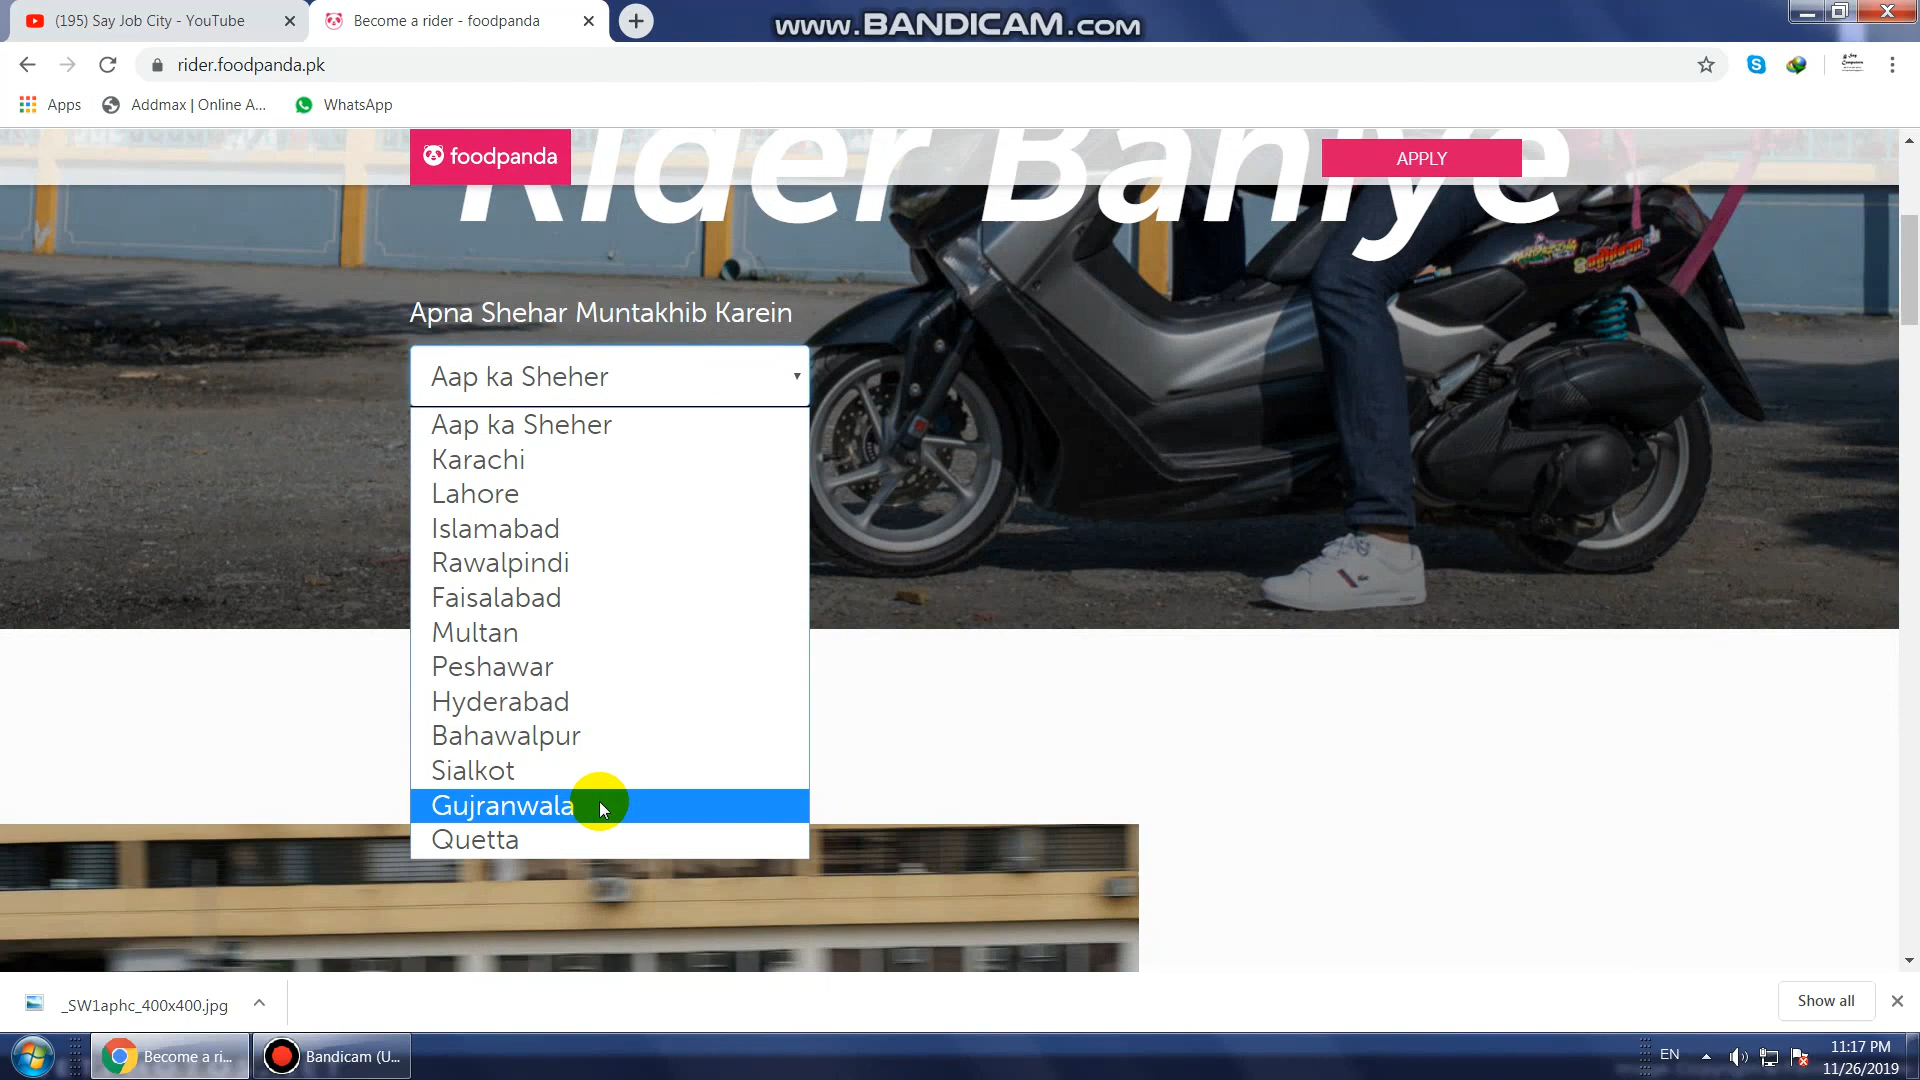 (195) Say Job City - YouTube
Become a rider - foodpanda
www.BANDICAM.com
rider.foodpanda.pk
Apps
Addmax | Online A...
WhatsApp
foodpanda
APPLY
Rider Baniye
Apna Shehar Muntakhib Karein
Aap ka Sheher
Aap ka Sheher
Karachi
Lahore
Islamabad
Rawalpindi
Faisalabad
Multan
Peshawar
Hyderabad
Bahawalpur
Sialkot
Gujranwala
Quetta
_SW1aphc_400x400.jpg
Show all
Become a ri...
Bandicam (U...
EN
11:17 PM
11/26/2019